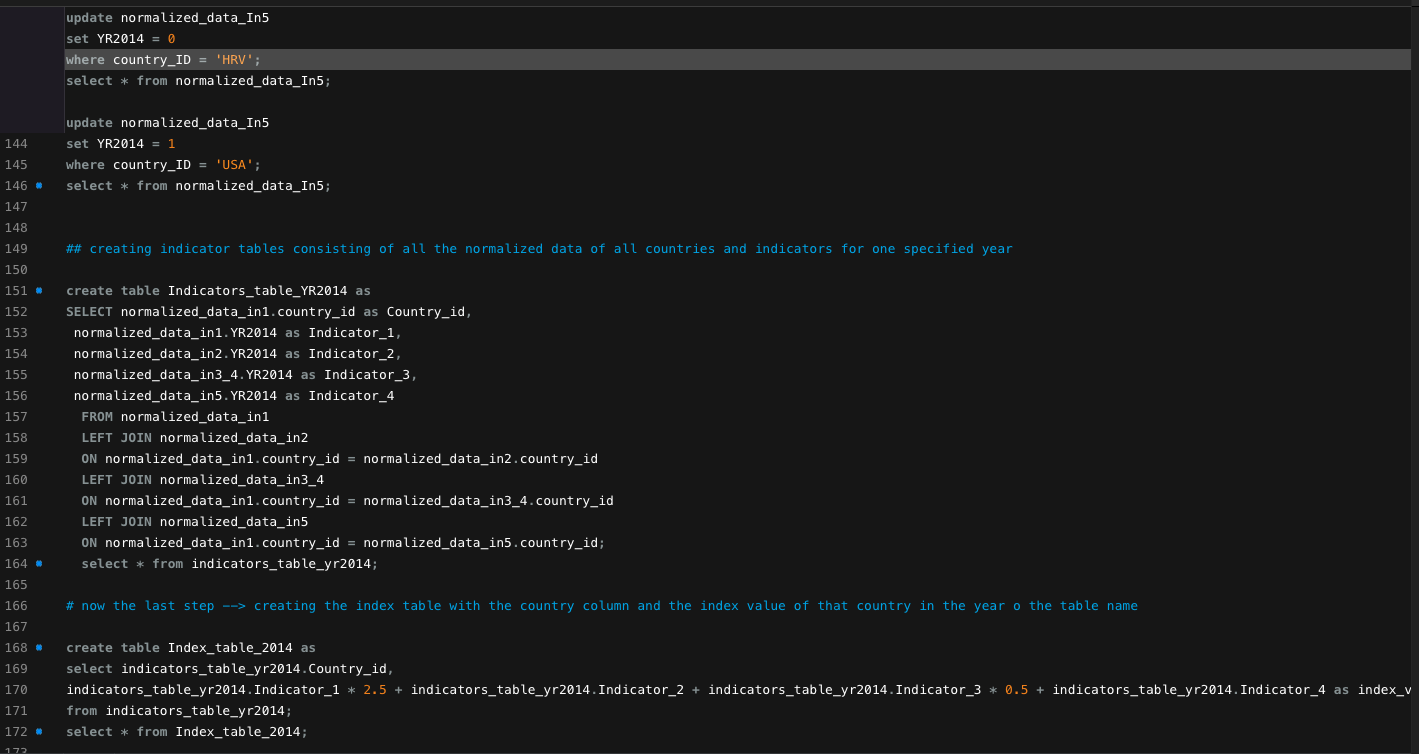 update normalized_data_In5
set YR2014 = 0
where country_ID = 'HRV';
select * from normalized_data_In5;
update normalized_data_In5
144 set YR2014 = 1
145 where country_ID = 'USA';
146 select * from normalized_data_In5;
147
148
149 ## creating indicator tables consisting of all the normalized data of all countries and indicators for one specified year
150
151 create table Indicators_table_YR2014 as
152 SELECT normalized_data_in1.country_id as Country_id,
153 normalized_data_in1.YR2014 as Indicator_1,
154 normalized_data_in2.YR2014 as Indicator_2,
155 normalized_data_in3_4.YR2014 as Indicator_3,
156 normalized_data_in5.YR2014 as Indicator_4
157 FROM normalized_data_in1
158 LEFT JOIN normalized_data_in2
159 ON normalized_data_in1.country_id = normalized_data_in2.country_id
160 LEFT JOIN normalized_data_in3_4
161 ON normalized_data_in1.country_id = normalized_data_in3_4.country_id
162 LEFT JOIN normalized_data_in5
163 ON normalized_data_in1.country_id = normalized_data_in5.country_id;
164 select * from indicators_table_yr2014;
165
166 # now the last step --> creating the index table with the country column and the index value of that country in the year o the table name
167
168 create table Index_table_2014 as
169 select indicators_table_yr2014.Country_id,
170 indicators_table_yr2014.Indicator_1 * 2.5 + indicators_table_yr2014.Indicator_2 + indicators_table_yr2014.Indicator_3 * 0.5 + indicators_table_yr2014.Indicator_4 as index_v
171 from indicators_table_yr2014;
172 select * from Index_table_2014;
173